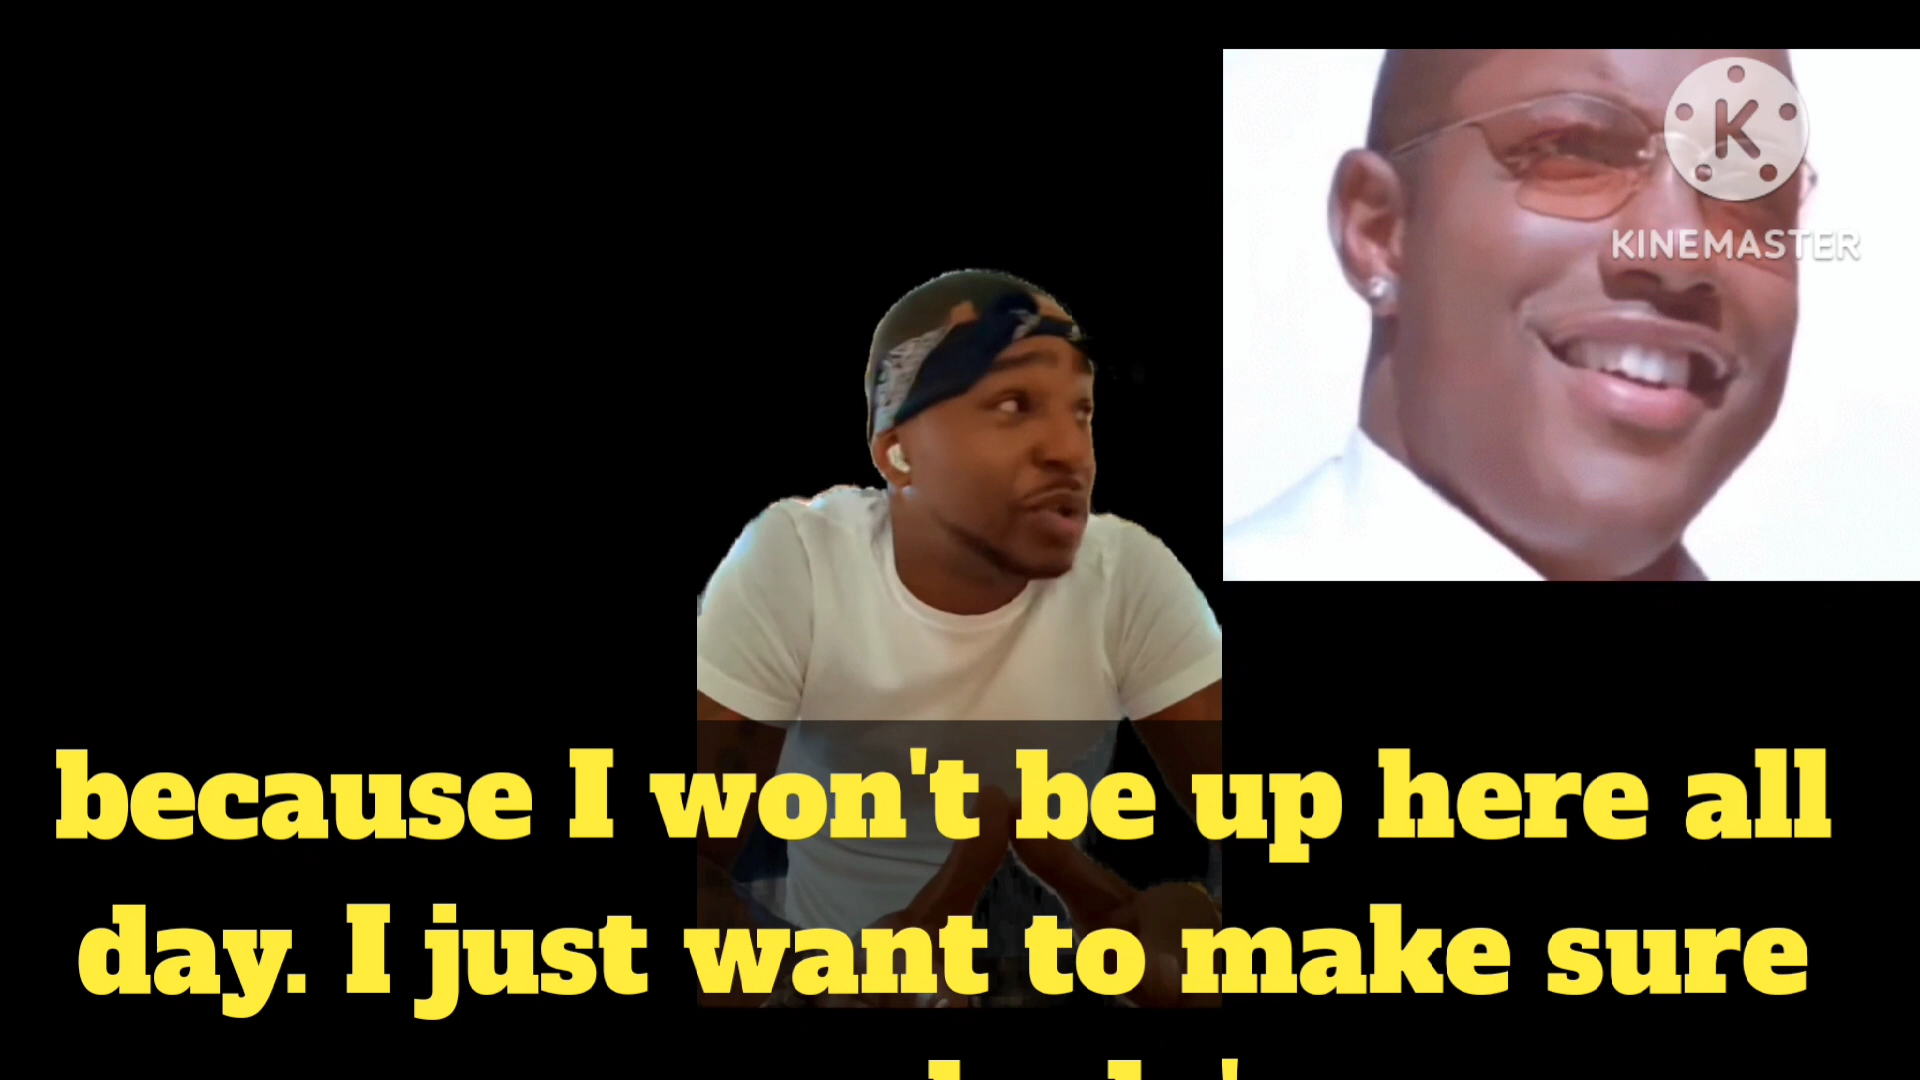 K
KINEMASTER
because I won't be up here all
day. I just want to make sure